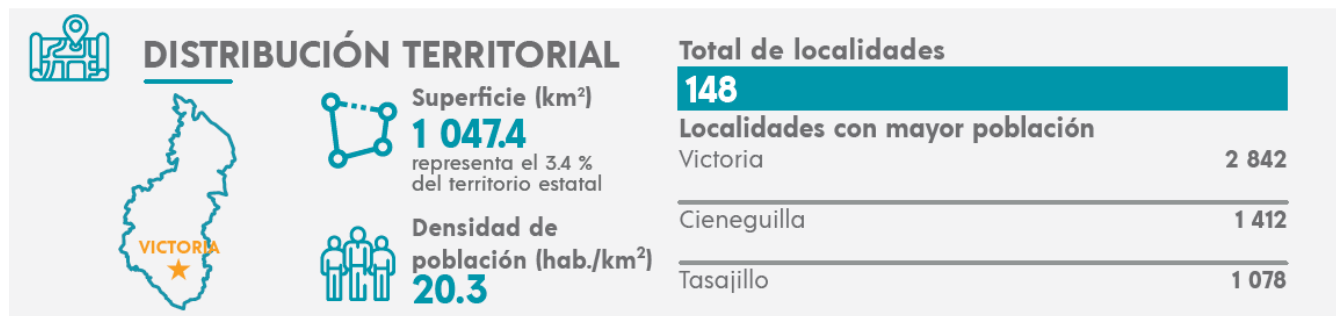 DISTRIBUCIÓN TERRITORIAL
VICTORIA
Superficie (km²)
1 047.4
representa el 3.4 %
del territorio estatal
Densidad de
población (hab./km²)
20.3
Total de localidades
148
Localidades con mayor población
Victoria 2 842
Cieneguilla 1 412
Tasajillo 1 078